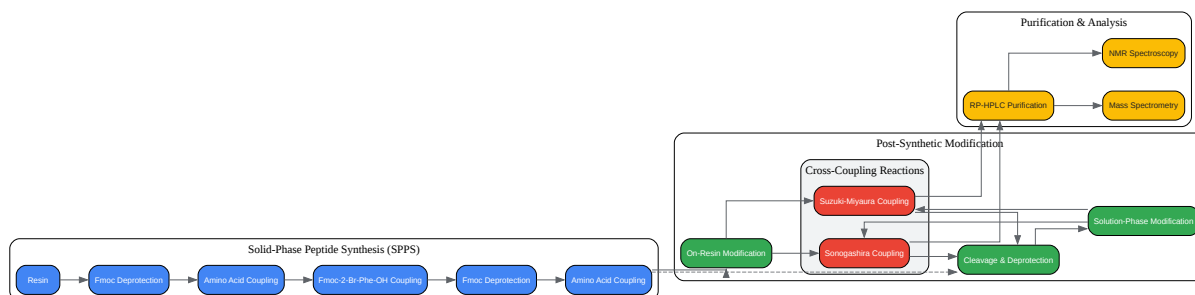 Purification & Analysis
NMR Spectroscopy
RP-HPLC Purification
Mass Spectrometry
Post-Synthetic Modification
Cross-Coupling Reactions
Suzuki-Miyaura Coupling
Solution-Phase Modification
On-Resin Modification
Sonogashira Coupling
Cleavage & Deprotection
Solid-Phase Peptide Synthesis (SPPS)
Resin
Fmoc Deprotection
Amino Acid Coupling
Fmoc-2-Br-Phe-OH Coupling
Fmoc Deprotection
Amino Acid Coupling